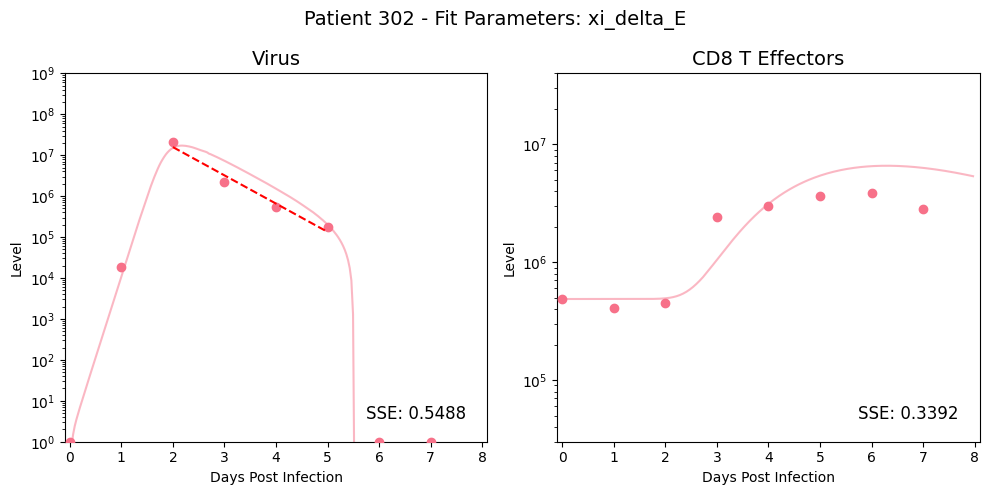 Patient 302 - Fit Parameters: xi_delta_E
Virus
CD8 T Effectors
Level
10^9
10^8
10^7
10^6
10^5
10^4
10^3
10^2
10^1
10^0
SSE: 0.5488
0 1 2 3 4 5 6 7 8
Days Post Infection
Level
10^7
10^6
10^5
SSE: 0.3392
0 1 2 3 4 5 6 7 8
Days Post Infection